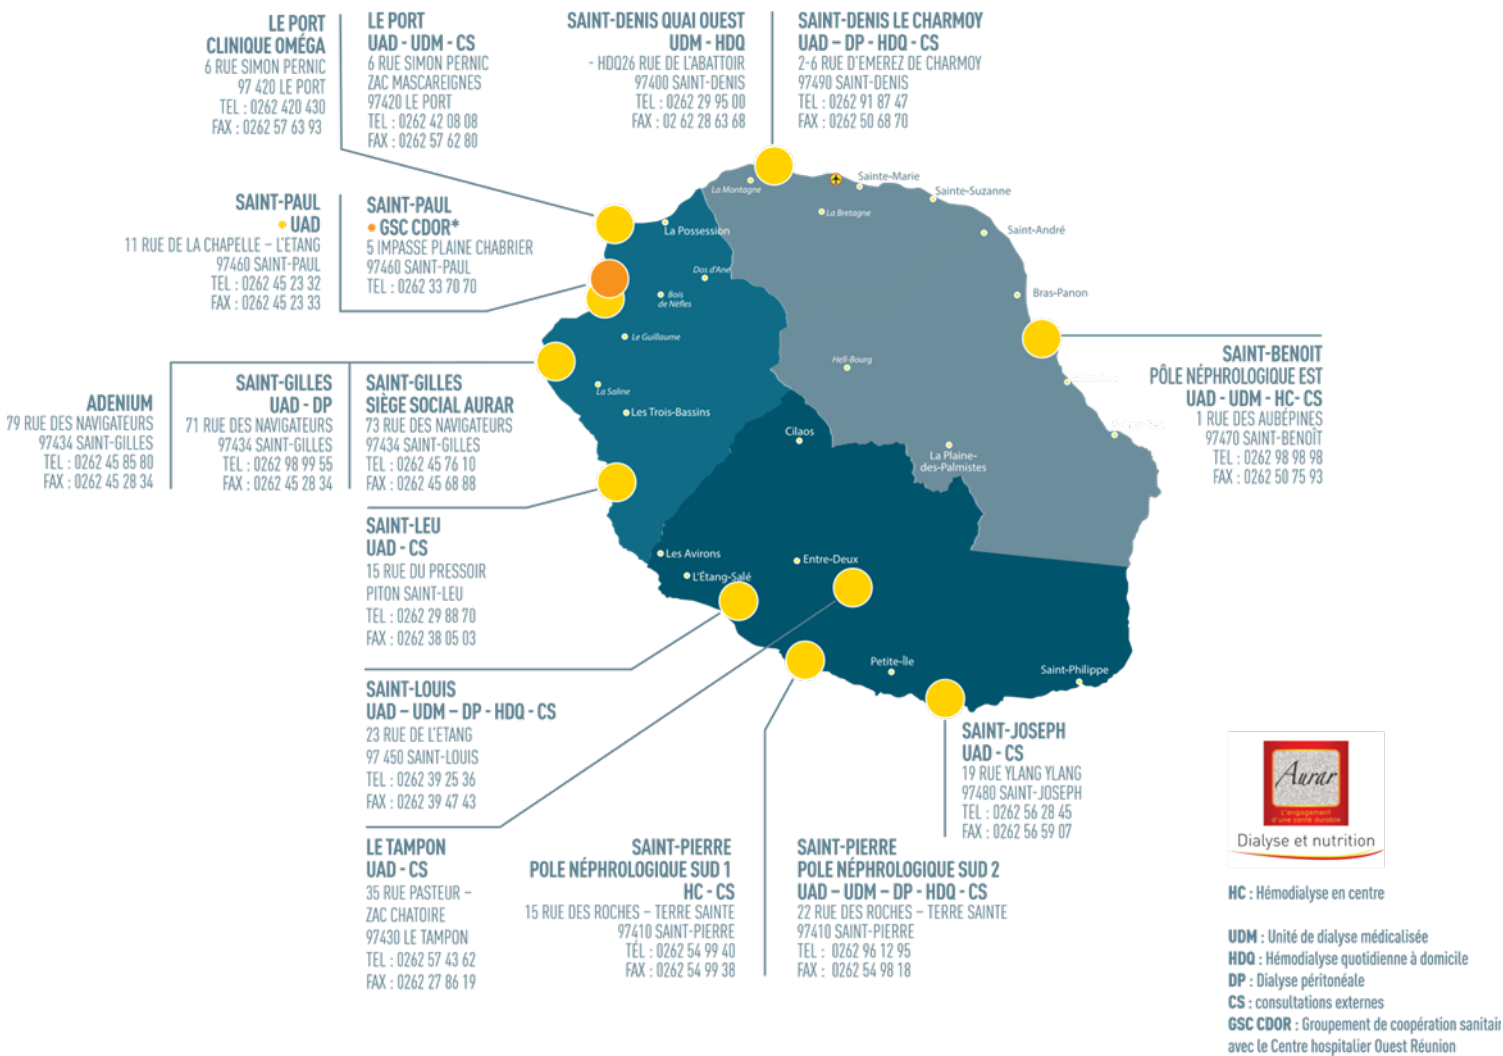 LE PORT
CLINIQUE OMÉGA
6 RUE SIMON PERNIC
97 420 LE PORT
TEL : 0262 420 430
FAX : 0262 57 63 93
LE PORT
UAD - UDM - CS
6 RUE SIMON PERNIC
ZAC MASCAREIGNES
97420 LE PORT
TEL : 0262 42 08 08
FAX : 0262 57 62 80
SAINT-DENIS QUAI OUEST
UDM - HDQ
- HDQ26 RUE DE L'ABATTOIR
97400 SAINT-DENIS
TEL : 0262 29 95 00
FAX : 02 62 28 63 68
SAINT-DENIS LE CHARMOY
UAD – DP - HDQ - CS
2-6 RUE D'EMEREZ DE CHARMOY
97490 SAINT-DENIS
TEL : 0262 91 87 47
FAX : 0262 50 68 70
SAINT-PAUL
UAD
11 RUE DE LA CHAPELLE – L'ETANG
97460 SAINT-PAUL
TEL : 0262 45 23 32
FAX : 0262 45 23 33
SAINT-PAUL
GSC CDOR*
5 IMPASSE PLAINE CHABRIER
97460 SAINT-PAUL
TEL : 0262 33 70 70
La Montagne
Sainte-Marie
Sainte-Suzanne
La Bretagne
Saint-André
La Possession
Dos d'Ane
Bois
de Nèfles
Bras-Panon
Le Guillaume
Hell-Bourg
La Saline
Les Trois-Bassins
Cilaos
La Plaine-
des-Palmistes
Les Avirons
Entre-Deux
L'Étang-Salé
Petite-Île
Saint-Philippe
ADENIUM
79 RUE DES NAVIGATEURS
97434 SAINT-GILLES
TEL : 0262 45 85 80
FAX : 0262 45 28 34
SAINT-GILLES
UAD - DP
71 RUE DES NAVIGATEURS
97434 SAINT-GILLES
TEL : 0262 98 99 55
FAX : 0262 45 28 34
SAINT-GILLES
SIÈGE SOCIAL AURAR
73 RUE DES NAVIGATEURS
97434 SAINT-GILLES
TEL : 0262 45 76 10
FAX : 0262 45 68 88
SAINT-BENOIT
PÔLE NÉPHROLOGIQUE EST
UAD - UDM - HC- CS
1 RUE DES AUBÉPINES
97470 SAINT-BENOÎT
TEL : 0262 98 98 98
FAX : 0262 50 75 93
SAINT-LEU
UAD - CS
15 RUE DU PRESSOIR
PITON SAINT-LEU
TEL : 0262 29 88 70
FAX : 0262 38 05 03
SAINT-LOUIS
UAD – UDM – DP - HDQ - CS
23 RUE DE L'ETANG
97 450 SAINT-LOUIS
TEL : 0262 39 25 36
FAX : 0262 39 47 43
LE TAMPON
UAD - CS
35 RUE PASTEUR –
ZAC CHATOIRE
97430 LE TAMPON
TEL : 0262 57 43 62
FAX : 0262 27 86 19
SAINT-PIERRE
POLE NÉPHROLOGIQUE SUD 1
HC - CS
15 RUE DES ROCHES – TERRE SAINTE
97410 SAINT-PIERRE
TÉL : 0262 54 99 40
FAX : 0262 54 99 38
SAINT-PIERRE
POLE NÉPHROLOGIQUE SUD 2
UAD – UDM – DP - HDQ - CS
22 RUE DES ROCHES – TERRE SAINTE
97410 SAINT-PIERRE
TEL : 0262 96 12 95
FAX : 0262 54 98 18
SAINT-JOSEPH
UAD - CS
19 RUE YLANG YLANG
97480 SAINT-JOSEPH
TEL : 0262 56 28 45
FAX : 0262 56 59 07
Aurar
L'engagement
d'une santé durable
Dialyse et nutrition
HC : Hémodialyse en centre
UDM : Unité de dialyse médicalisée
HDQ : Hémodialyse quotidienne à domicile
DP : Dialyse péritonéale
CS : consultations externes
GSC CDOR : Groupement de coopération sanitair
avec le Centre hospitalier Ouest Réunion